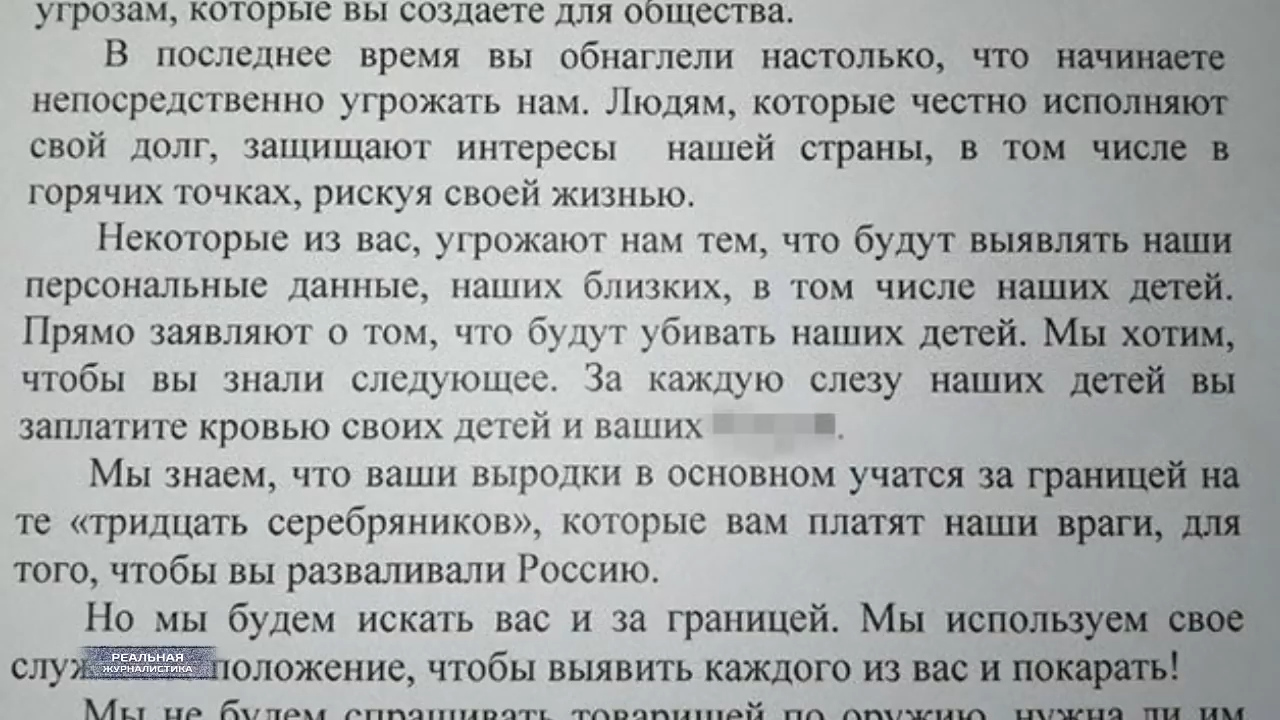 угрозам, которые вы создаете для общества.
В последнее время вы обнаглели настолько, что начинаете
непосредственно угрожать нам. Людям, которые честно исполняют
свой долг, защищают интересы нашей страны, в том числе в
горячих точках, рискуя своей жизнью.
Некоторые из вас, угрожают нам тем, что будут выявлять наши
персональные данные, наших близких, в том числе наших детей.
Прямо заявляют о том, что будут убивать наших детей. Мы хотим,
чтобы вы знали следующее. За каждую слезу наших детей вы
заплатите кровью своих детей и ваших .
Мы знаем, что ваши выродки в основном учатся за границей на
те «тридцать серебряников», которые вам платят наши враги, для
того, чтобы вы разваливали Россию.
Но мы будем искать вас и за границей. Мы используем свое
положение, чтобы выявить каждого из вас и покарать!
РЕАЛЬНАЯ
ЖУРНАЛИСТИКА
Мы не будем спрашивать товарищей по оружию, нужна ли им